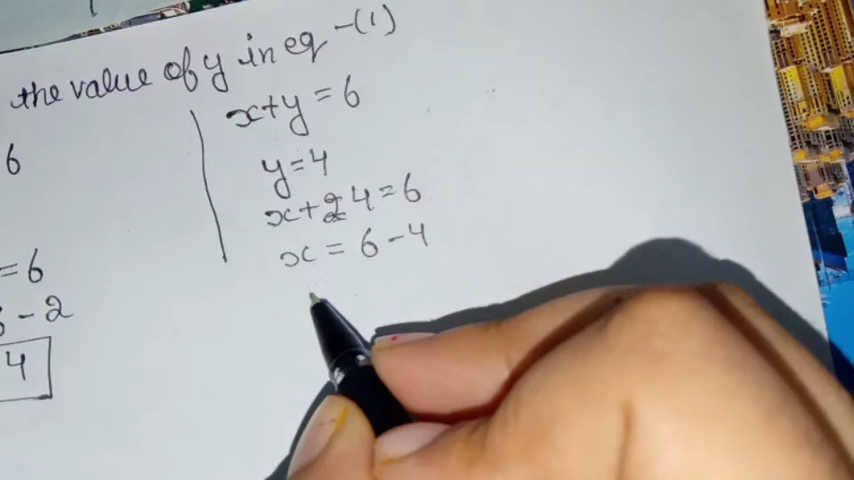 the value of y in eq -(1)
6
=6
- 2
4
x+y = 6
y = 4
x + 4 = 6
x = 6 - 4